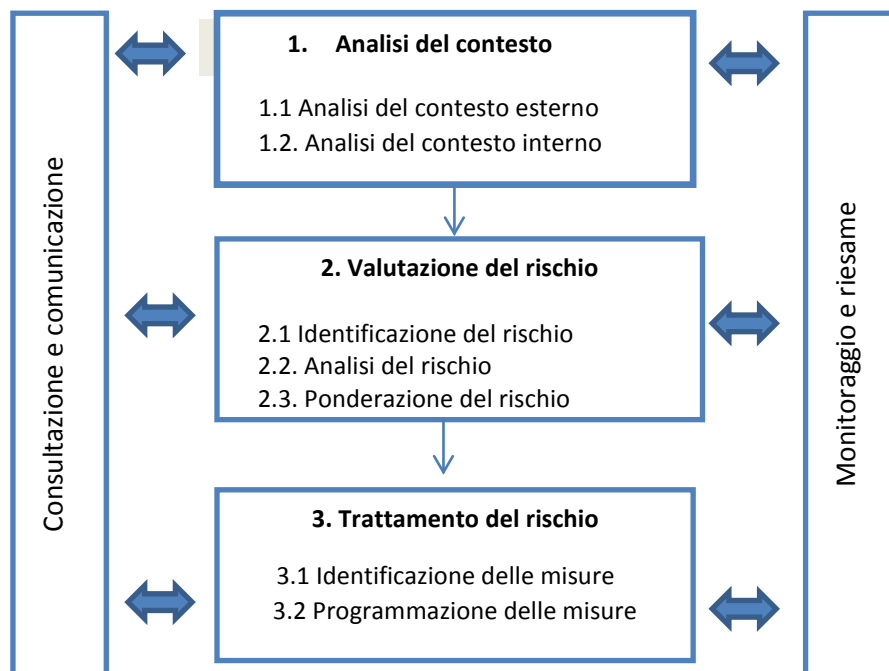 Consultazione e comunicazione
1. Analisi del contesto
1.1 Analisi del contesto esterno
1.2. Analisi del contesto interno
2. Valutazione del rischio
2.1 Identificazione del rischio
2.2. Analisi del rischio
2.3. Ponderazione del rischio
3. Trattamento del rischio
3.1 Identificazione delle misure
3.2 Programmazione delle misure
Monitoraggio e riesame